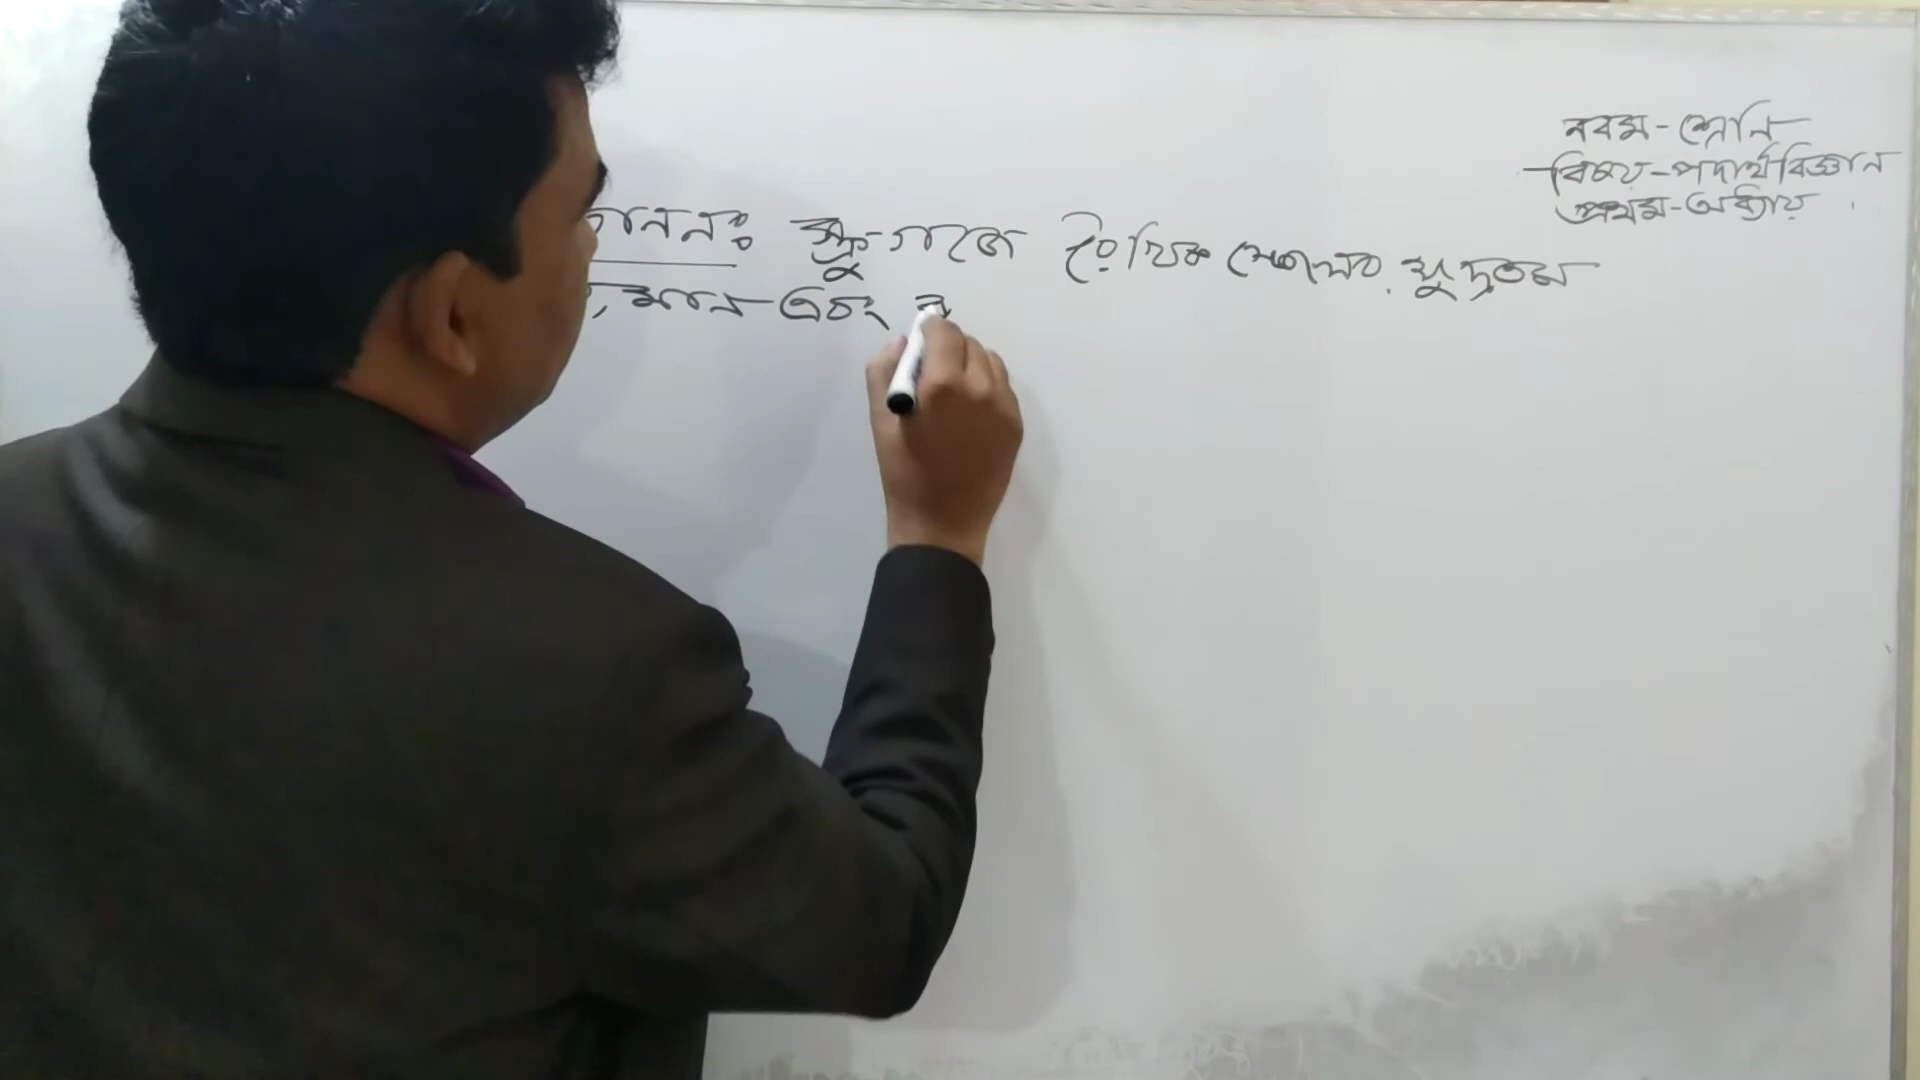 নবম-শ্রেনি
বিষয়-পদার্থবিজ্ঞান
প্রথম-অধ্যায়
স্ক্রু-গজে রৈখিক স্কেলের ক্ষুদ্রতম
মান এবং